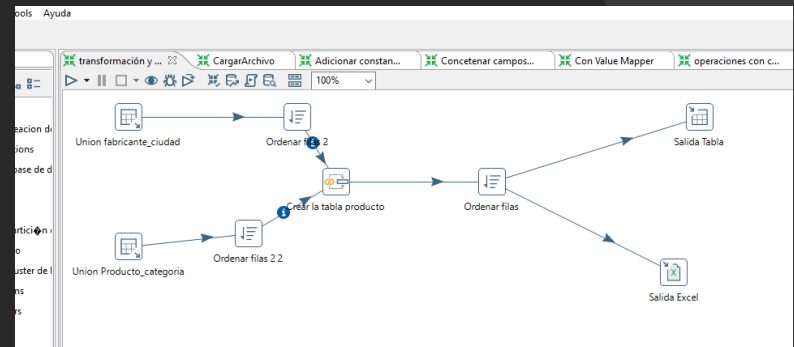 ools Ayuda
transformación y ... CargarArchivo Adicionar constan... Concetenar campos... Con Value Mapper operaciones con c...
100%
eacion de
ions
base de d
rtici�n
o
uster de l
ns
rs
Union fabricante_ciudad
Ordenar filas 2
Salida Tabla
Crear la tabla producto
Ordenar filas
Union Producto_categoria
Ordenar filas 2 2
Salida Excel